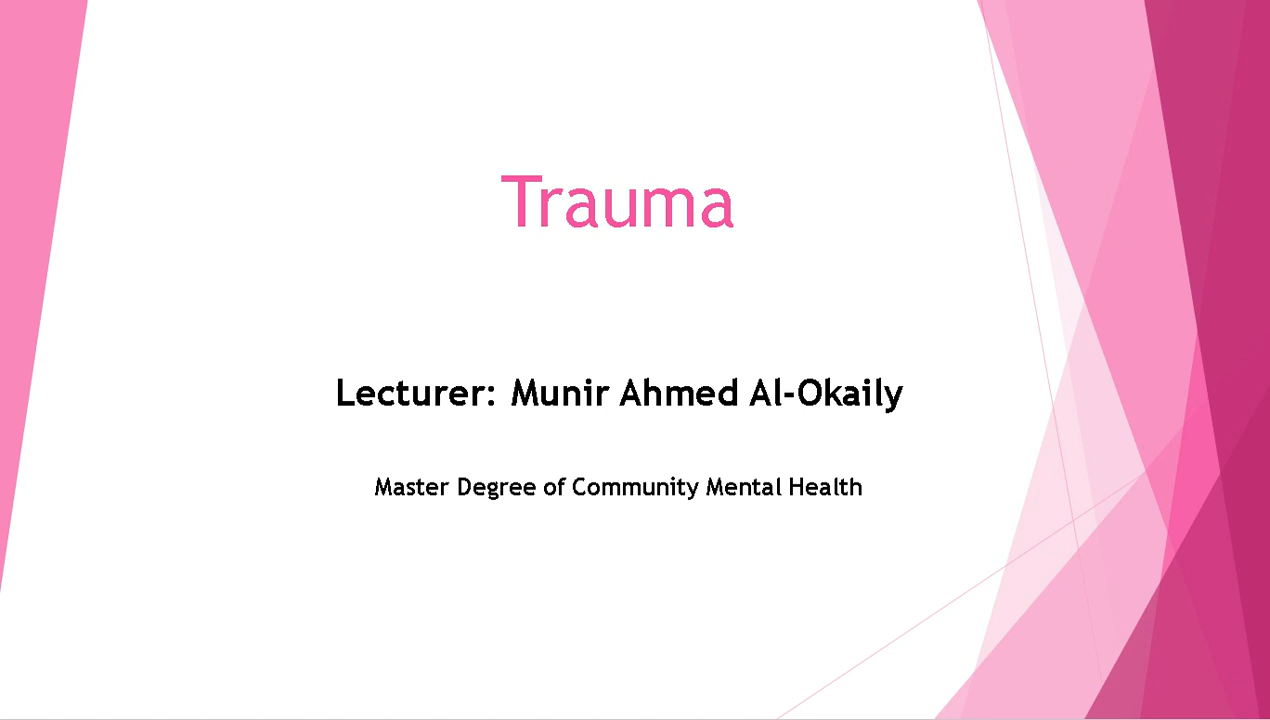 Trauma
Lecturer: Munir Ahmed Al-Okaily
Master Degree of Community Mental Health